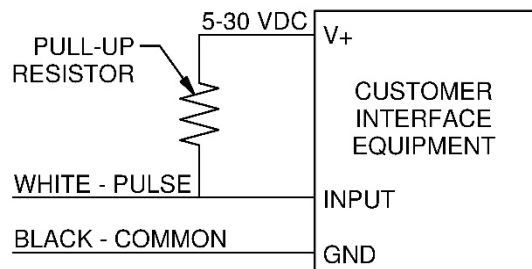 5-30 VDC
V+
PULL-UP
RESISTOR
CUSTOMER
INTERFACE
EQUIPMENT
WHITE - PULSE
INPUT
BLACK - COMMON
GND